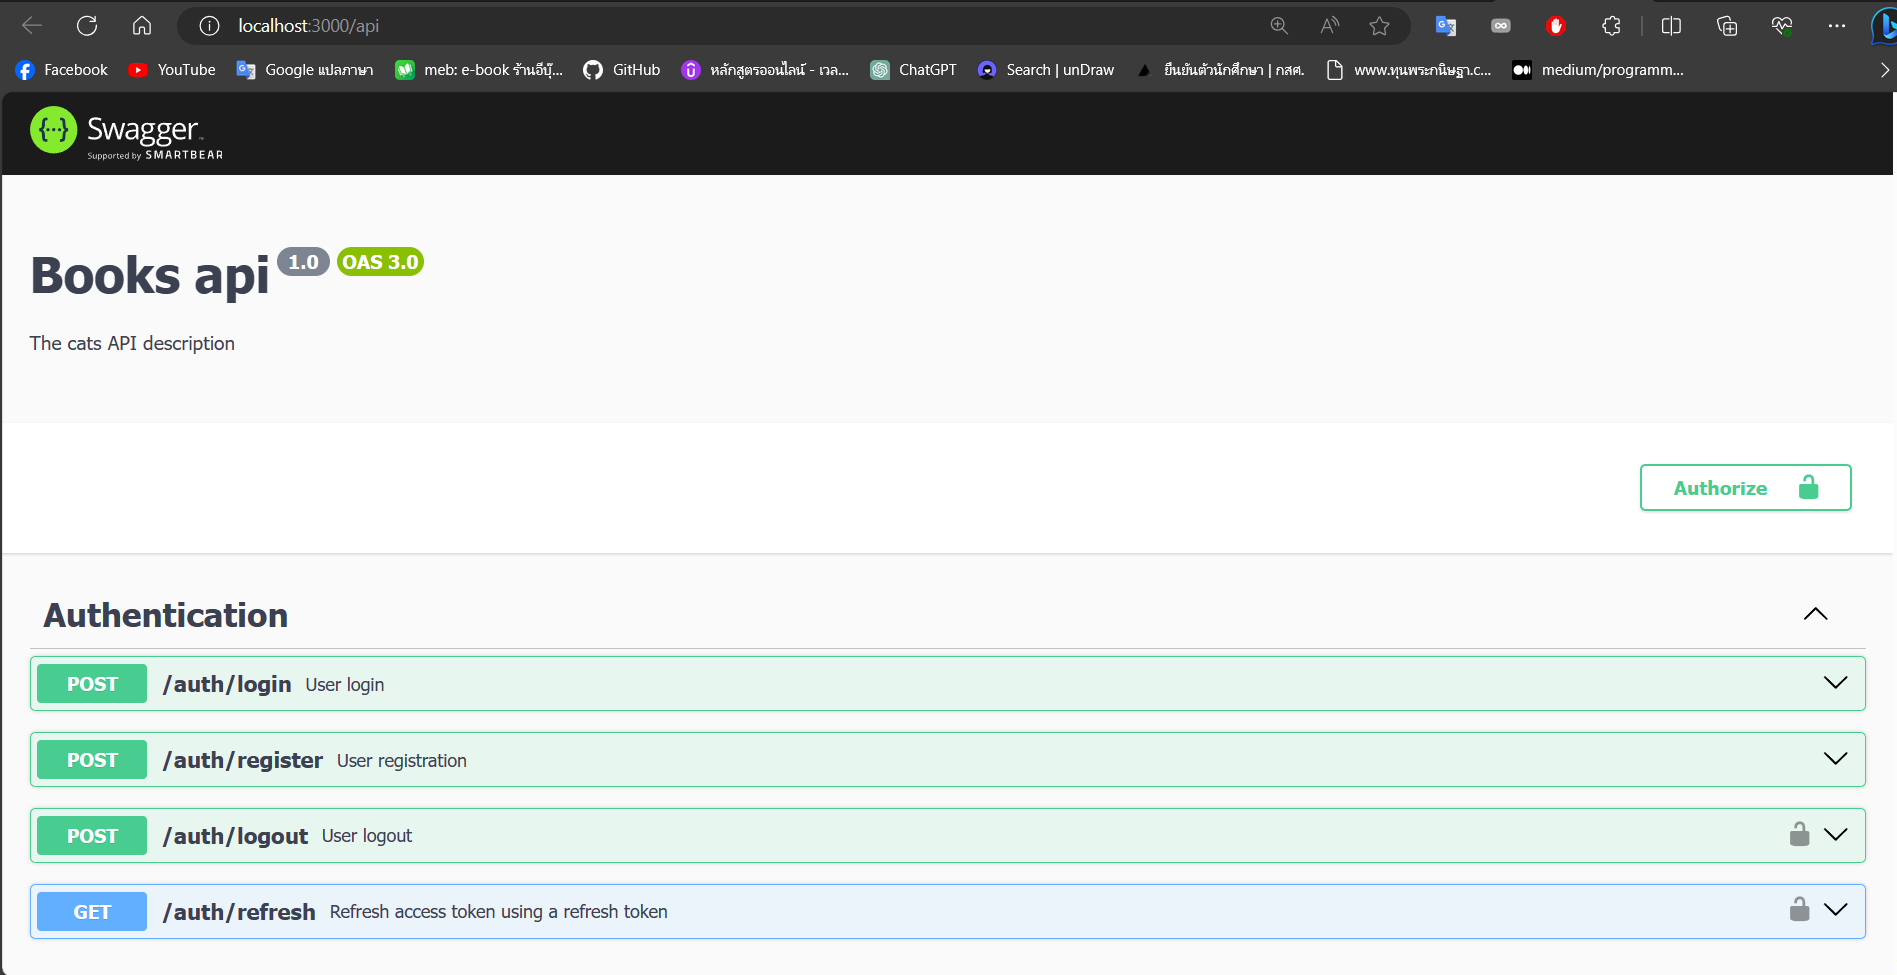 localhost:3000/api
Facebook YouTube Google แปลภาษา meb: e-book ร้านอีบุ๊... GitHub หลักสูตรออนไลน์ - เวล... ChatGPT Search | unDraw ยืนยันตัวนักศึกษา | กสศ. www.ทุนพระกนิษฐา.c... medium/programm...
Swagger
Supported by SMARTBEAR
Books api 1.0 OAS 3.0
The cats API description
Authorize
Authentication
POST /auth/login User login
POST /auth/register User registration
POST /auth/logout User logout
GET /auth/refresh Refresh access token using a refresh token